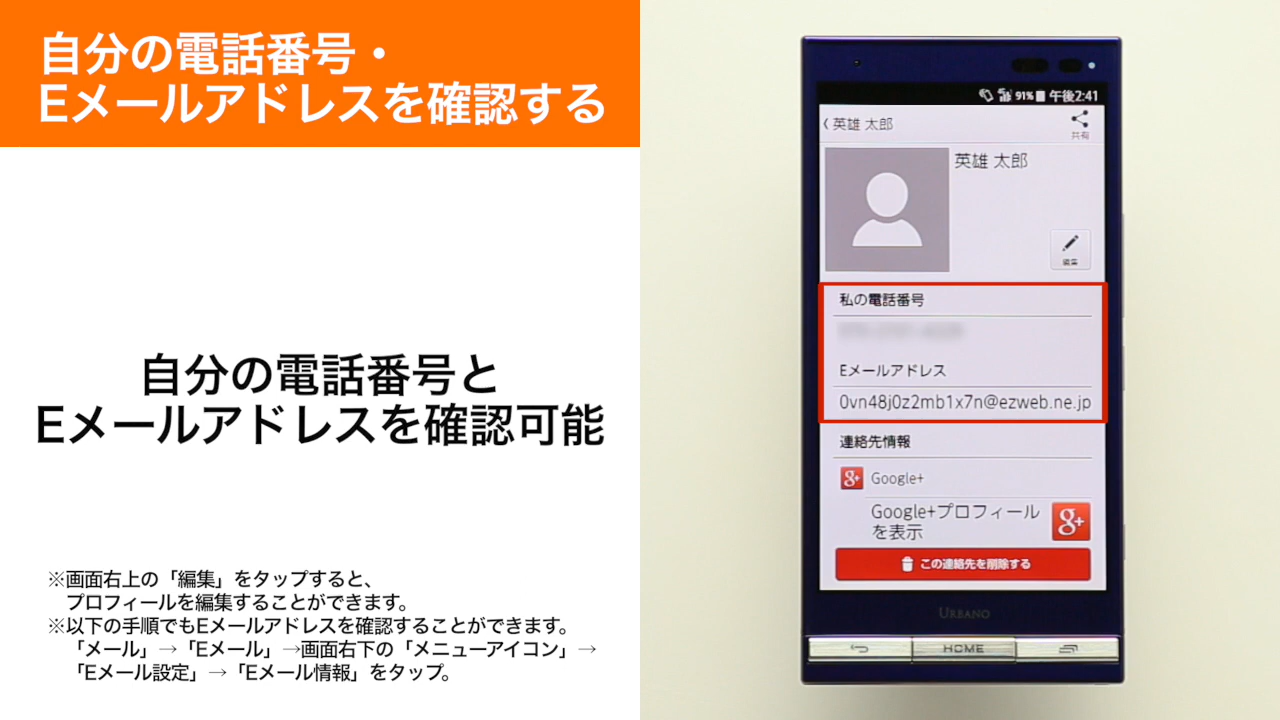 自分の電話番号・
Eメールアドレスを確認する
自分の電話番号と
Eメールアドレスを確認可能
※画面右上の「編集」をタップすると、
プロフィールを編集することができます。
※以下の手順でもEメールアドレスを確認することができます。
「メール」→「Eメール」→画面右下の「メニューアイコン」→
「Eメール設定」→「Eメール情報」をタップ。
91% 午後2:41
英雄 太郎
共有
英雄 太郎
編集
私の電話番号
Eメールアドレス
0vn48j0z2mb1x7n@ezweb.ne.jp
連絡先情報
g+ Google+
Google+プロフィール
を表示
g+
この連絡先を削除する
URBANO
HOME